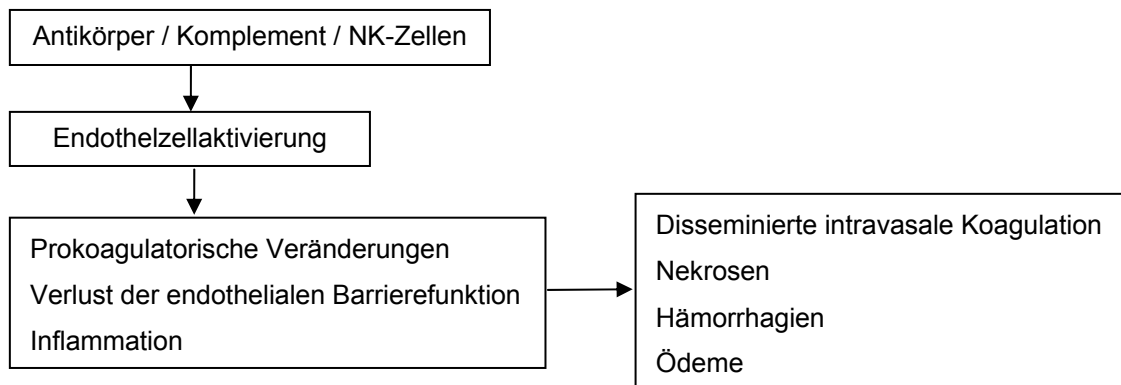 Antikörper / Komplement / NK-Zellen
Endothelzellaktivierung
Prokoagulatorische Veränderungen
Verlust der endothelialen Barrierefunktion
Inflammation
Disseminierte intravasale Koagulation
Nekrosen
Hämorrhagien
Ödeme